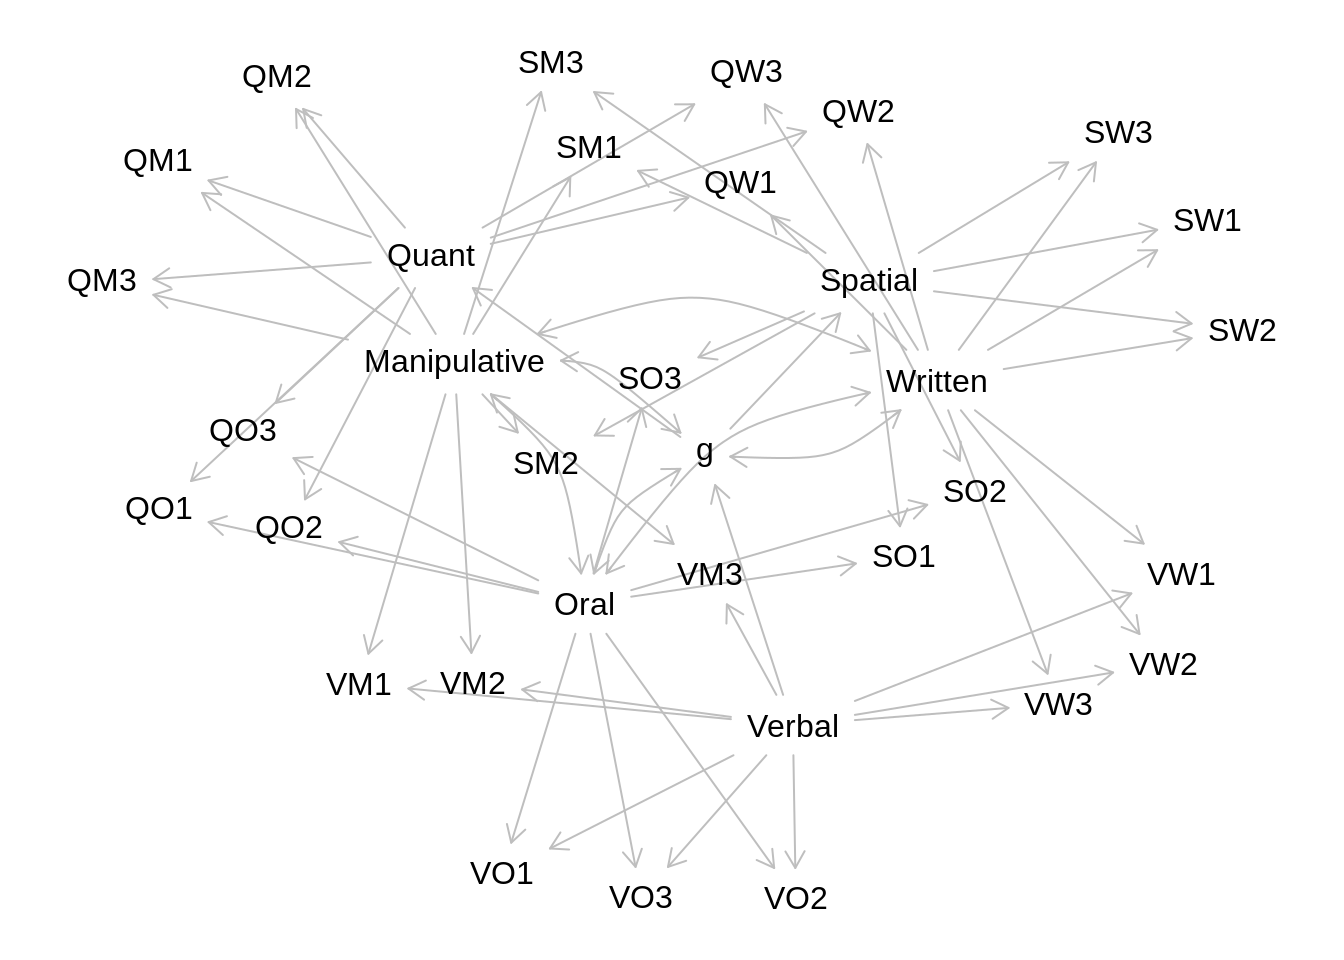 SM3
QW3
QM2
QW2
SW3
SM1
QM1
QW1
SW1
Quant
QM3
Spatial
SW2
Manipulative
SO3
Written
QO3
g
SM2
SO2
QO1
QO2
SO1
VM3
VW1
Oral
VW2
VM1
VM2
VW3
Verbal
VO1
VO3
VO2